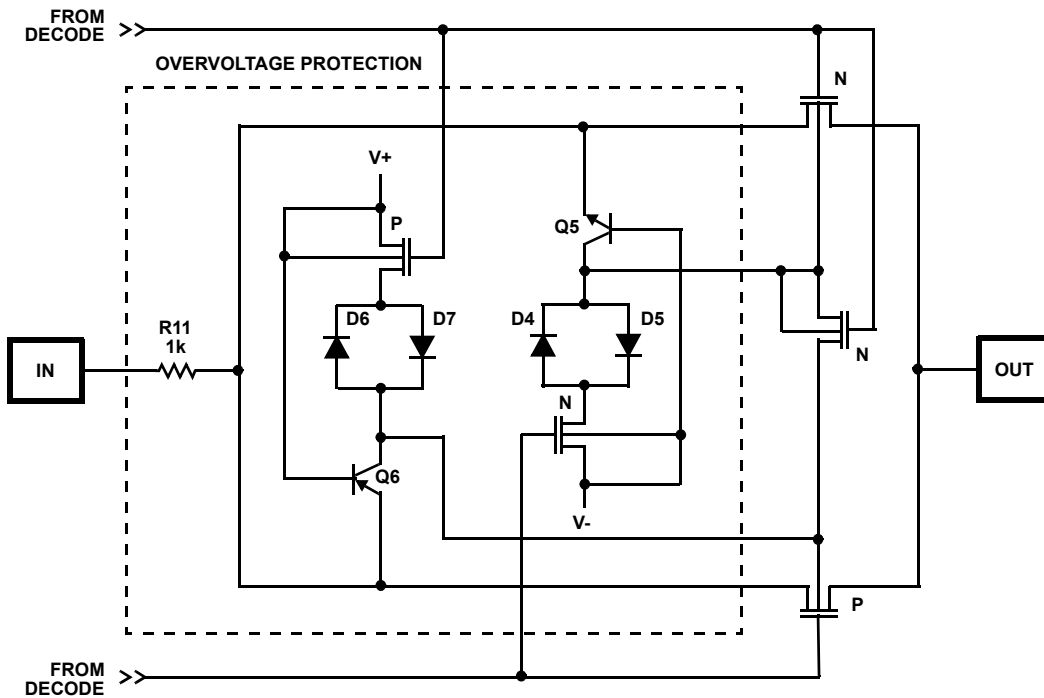 FROM
DECODE
OVERVOLTAGE PROTECTION
N
V+
P
Q5
D6
D7
D4
D5
R11
1k
IN
N
OUT
N
Q6
V-
P
FROM
DECODE